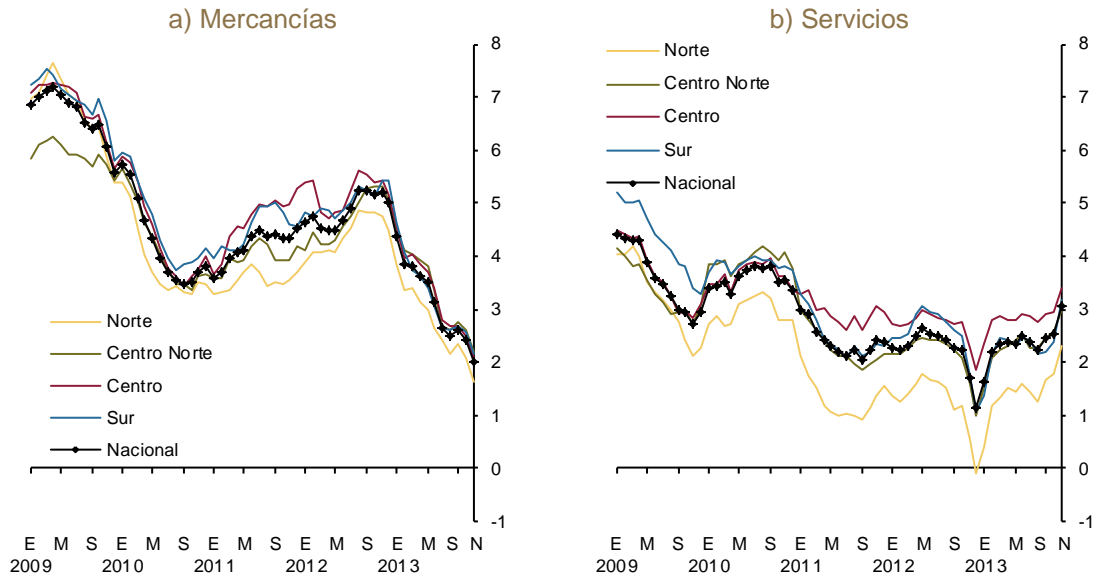 a) Mercancías
8
7
6
5
4
3
2
1
0
-1
Norte
Centro Norte
Centro
Sur
Nacional
E M S E M S E M S E M S E M S N
2009 2010 2011 2012 2013
b) Servicios
Norte
Centro Norte
Centro
Sur
Nacional
8
7
6
5
4
3
2
1
0
-1
E M S E M S E M S E M S E M S N
2009 2010 2011 2012 2013